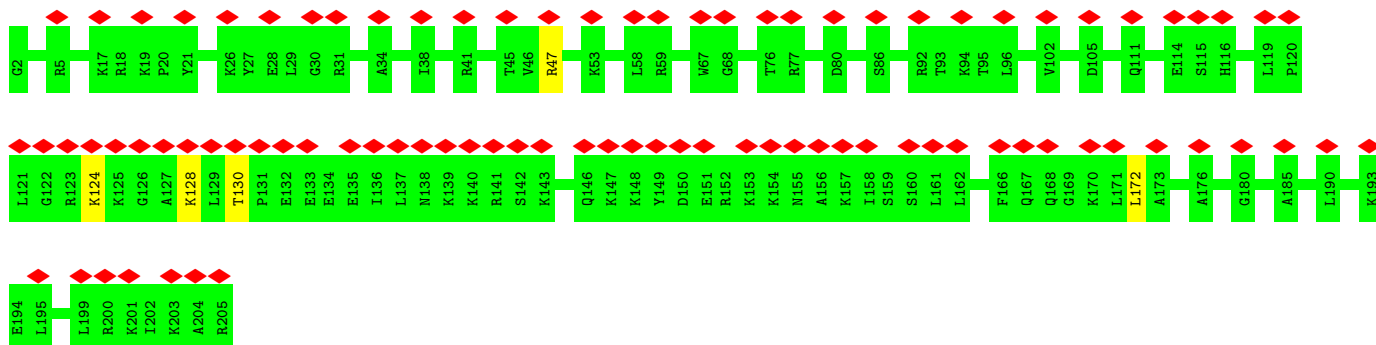 G2 R5 K17 R18 K19 P20 Y21 K26 Y27 E28 L29 G30 R31 A34 I38 R41 T45 V46 R47 K53 L58 R59 W67 G68 T76 R77 D80 S86 R92 T93 K94 T95 L96 V102 D105 Q111 E114 S115 H116 L119 P120
L121 G122 R123 K124 K125 G126 A127 K128 L129 T130 P131 E132 E133 E134 E135 I136 L137 N138 K139 K140 R141 S142 K143 Q146 K147 K148 Y149 D150 E151 R152 K153 K154 N155 A156 K157 I158 S159 S160 L161 L162 F166 Q167 Q168 G169 K170 L171 L172 A173 A176 G180 A185 L190 K193
E194 L195 L199 R200 K201 I202 K203 A204 R205